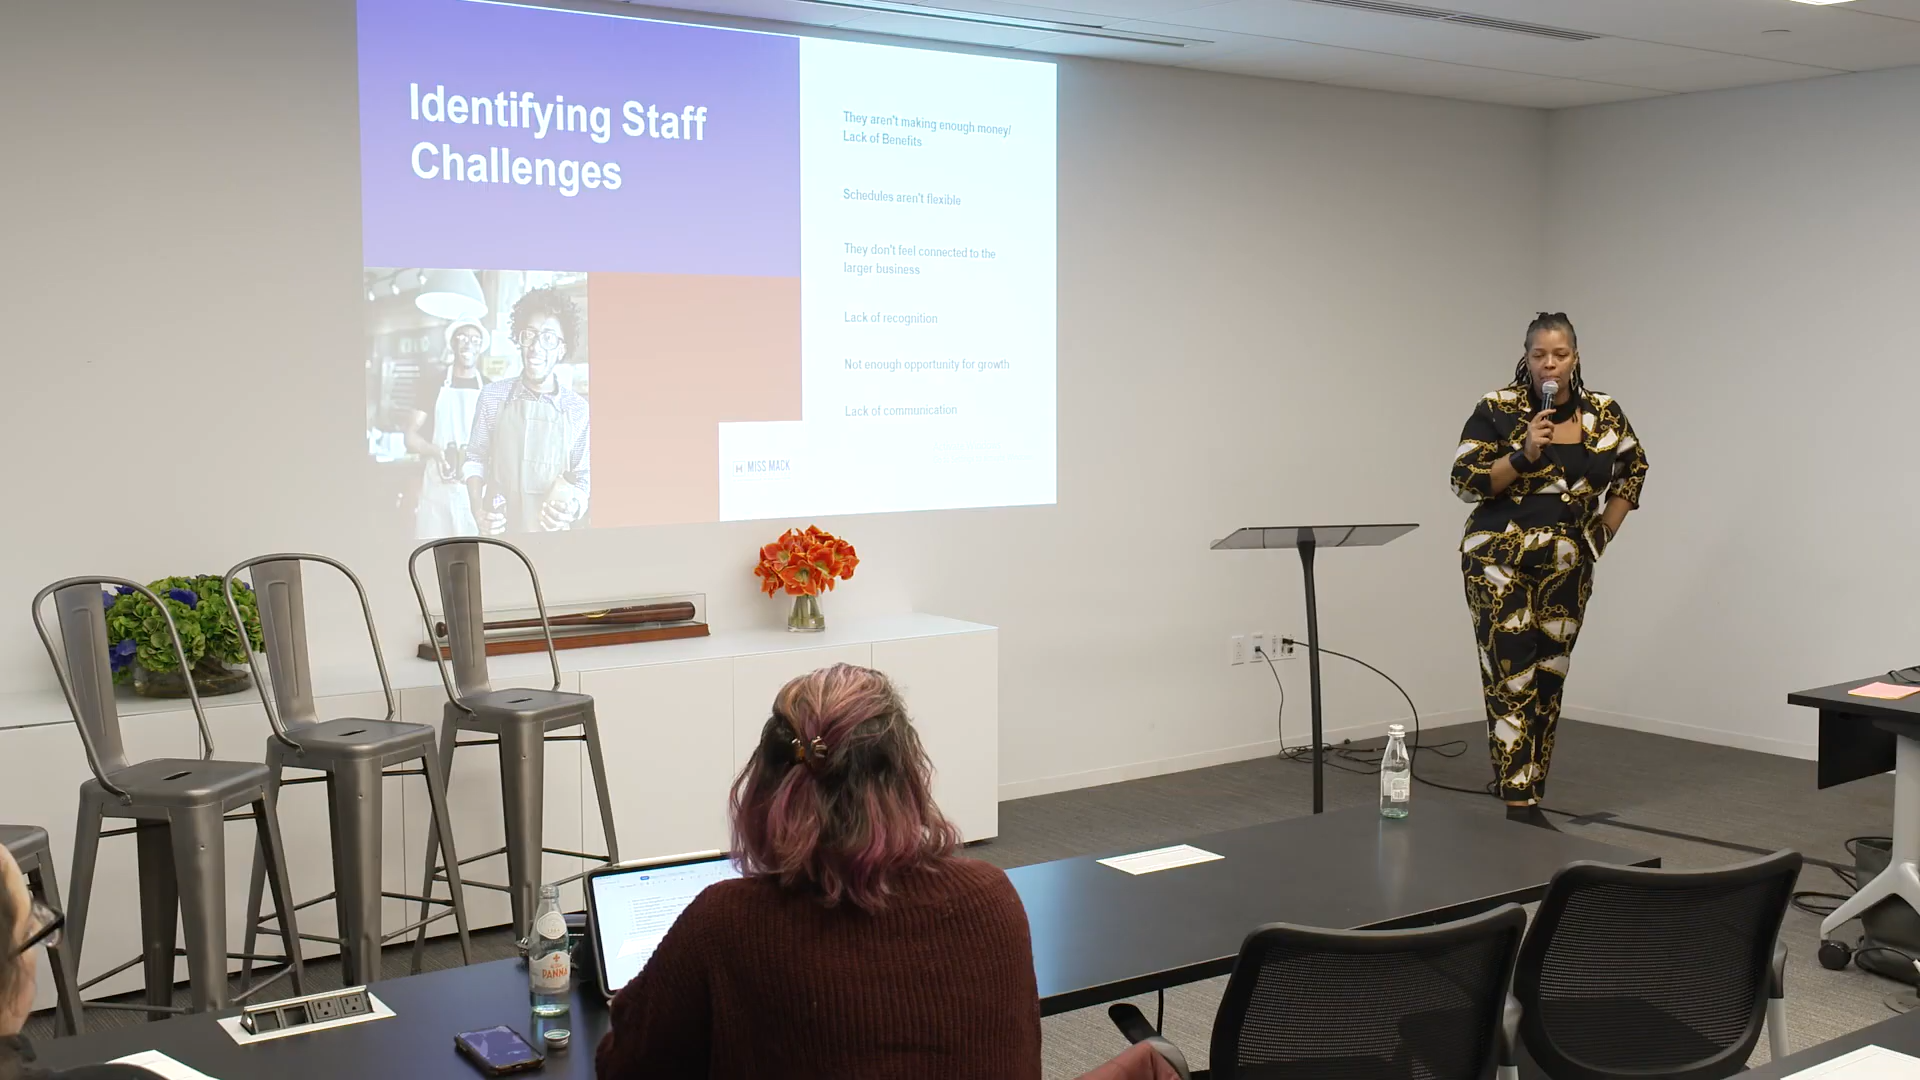 Identifying Staff
Challenges
They aren't making enough money/
Lack of Benefits
Schedules aren't flexible
They don't feel connected to the
larger business
Lack of recognition
Not enough opportunity for growth
Lack of communication
MISS MACK
PANNA